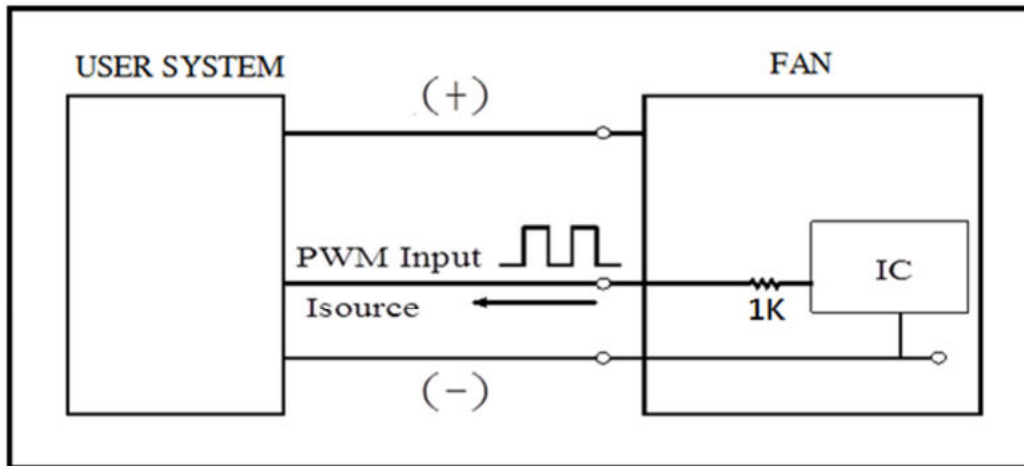 USER SYSTEM
FAN
(+)
PWM Input
Isource
IC
1K
(-)